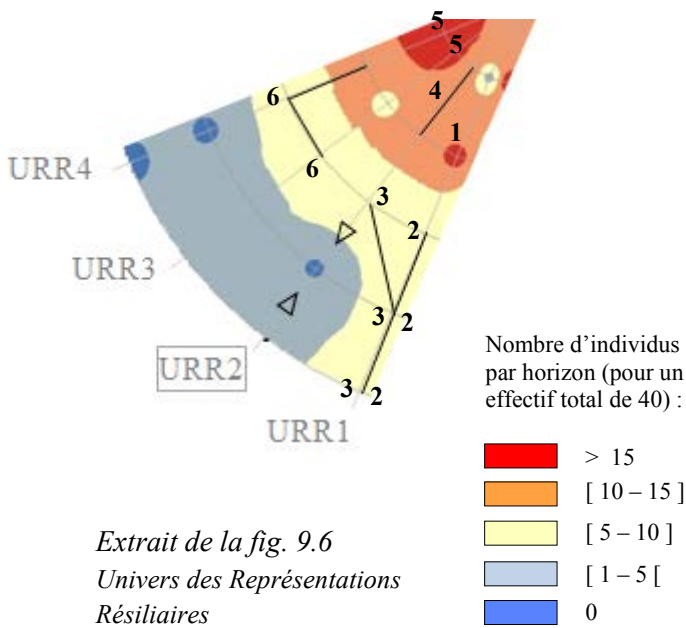 5
5
6
4
1
URR4
6
3
2
URR3
3
2
URR2
3
2
URR1
Nombre d'individus
par horizon (pour un
effectif total de 40) :
> 15
[ 10 – 15 ]
[ 5 – 10 ]
[ 1 – 5 [
0
Extrait de la fig. 9.6
Univers des Représentations
Résiliaires